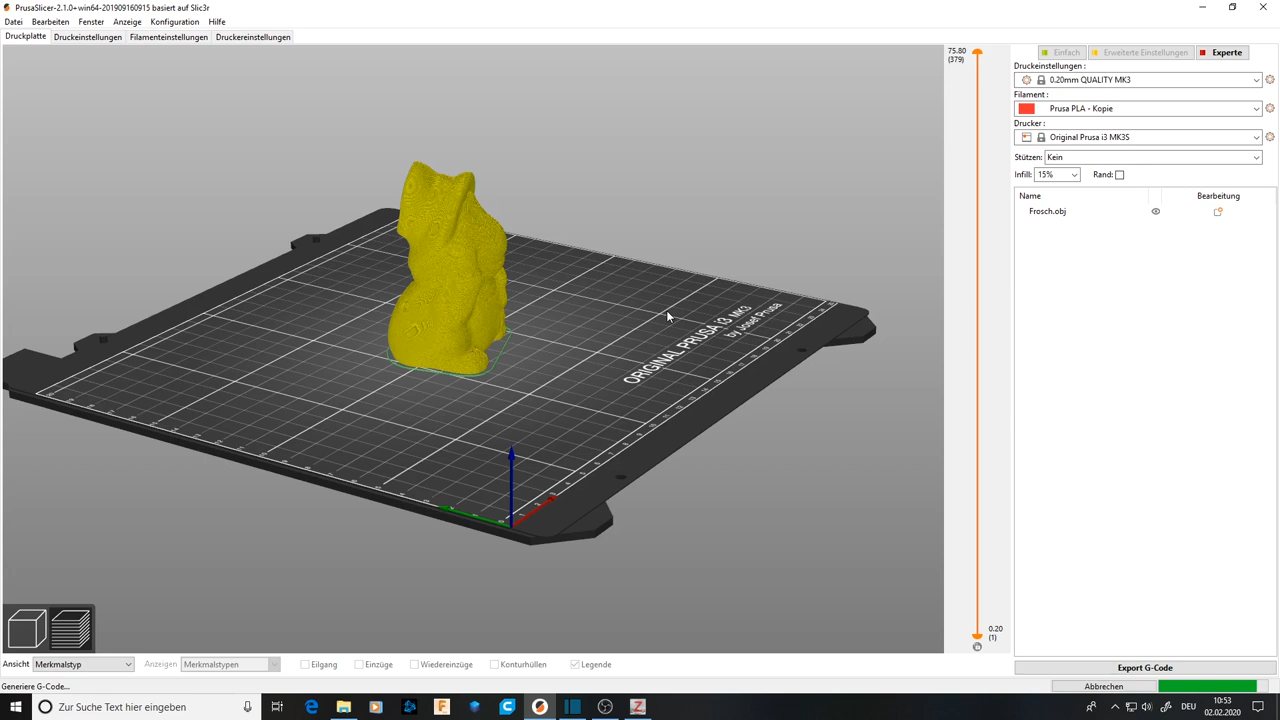 PrusaSlicer-2.1.0+win64-201909160915 basiert auf Slic3r
Datei Bearbeiten Fenster Anzeige Konfiguration Hilfe
Druckplatte Druckeinstellungen Filamenteinstellungen Druckereinstellungen
75.80
(379)
Einfach Erweiterte Einstellungen Experte
Druckeinstellungen :
0.20mm QUALITY MK3
Filament :
Prusa PLA - Kopie
Drucker :
Original Prusa i3 MK3S
Stützen: Kein
Infill: 15% Rand:
Name Bearbeitung
Frosch.obj
ORIGINAL PRUSA i3 MK3
by Josef Prusa
0.20
(1)
Ansicht Merkmalstyp Anzeigen Merkmalstypen Eilgang Einzüge Wiedereinzüge Konturhüllen Legende
Export G-Code
Generiere G-Code... Abbrechen
Zur Suche Text hier eingeben
DEU
10:53
02.02.2020